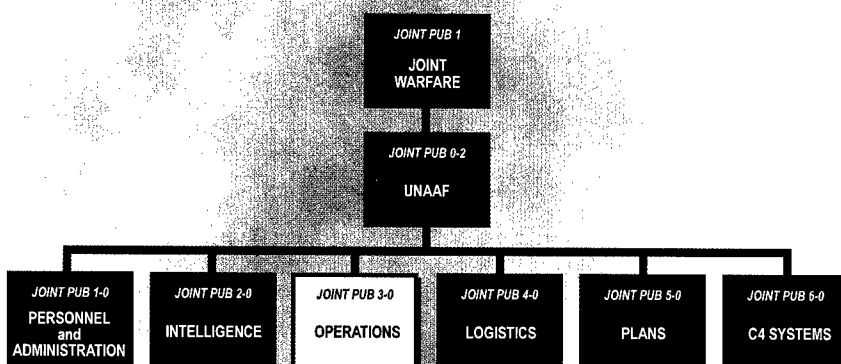 JOINT PUB 1
JOINT
WARFARE
JOINT PUB 0-2
UNAAF
JOINT PUB 1-0
PERSONNEL
and
ADMINISTRATION
JOINT PUB 2-0
INTELLIGENCE
JOINT PUB 3-0
OPERATIONS
JOINT PUB 4-0
LOGISTICS
JOINT PUB 5-0
PLANS
JOINT PUB 6-0
C4 SYSTEMS